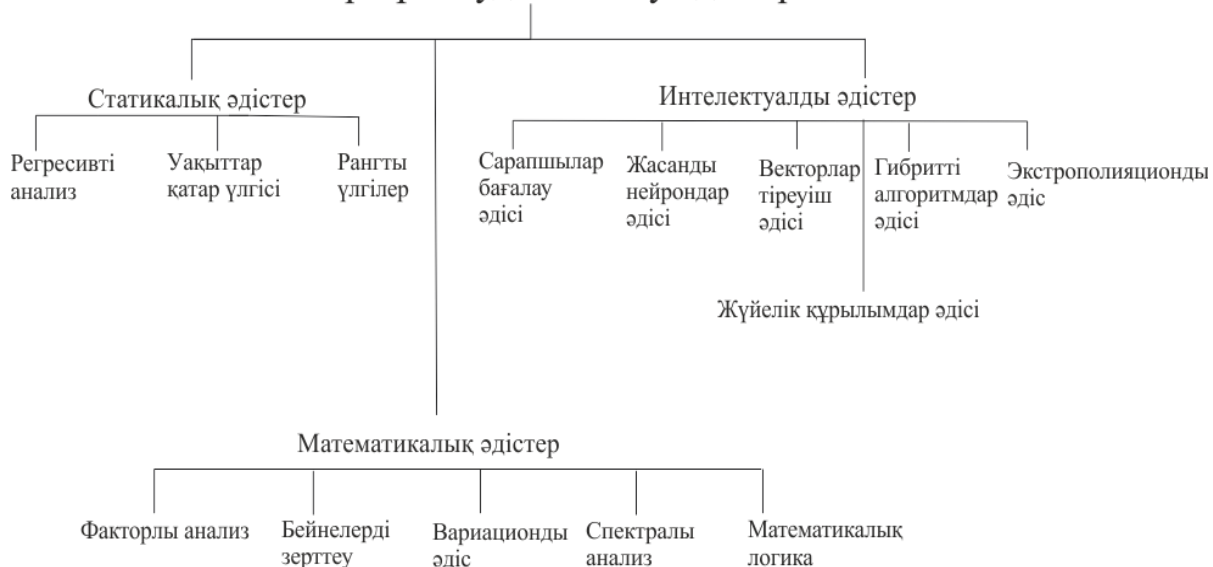 Статикалық әдістер
Интелектуалды әдістер
Регресивті
анализ
Уақыттар
қатар үлгісі
Рангты
үлгілер
Сарапшылар
бағалау
әдісі
Жасанды
нейрондар
әдісі
Векторлар
тіреуіш
әдісі
Гибритті
алгоритмдар
әдісі
Экстрополияционды
әдіс
Жүйелік құрылымдар әдісі
Математикалық әдістер
Факторлы анализ
Бейнелерді
зерттеу
Вариационды
әдіс
Спектралы
анализ
Математикалық
логика